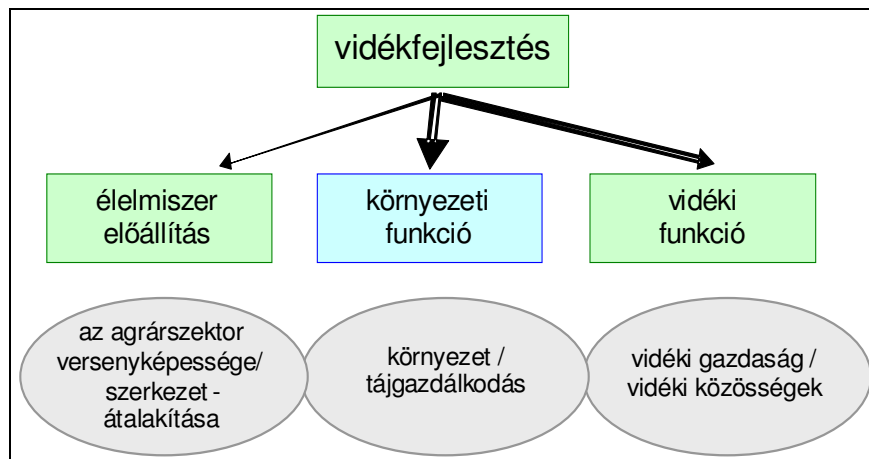 vidékfejlesztés
élelmiszer
előállítás
környezeti
funkció
vidéki
funkció
az agrárszektor
versenyképessége/
szerkezet -
átalakítása
környezet /
tájgazdálkodás
vidéki gazdaság /
vidéki közösségek